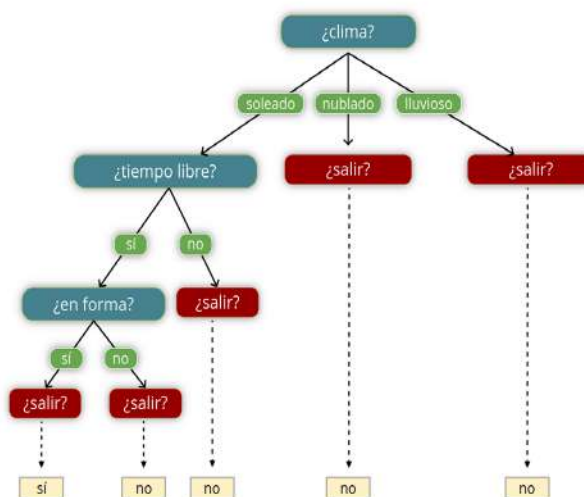 ¿clima?
soleado nublado lluvioso
¿tiempo libre? ¿salir? ¿salir?
sí no
¿en forma? ¿salir?
sí no
¿salir? ¿salir?
sí no no no no